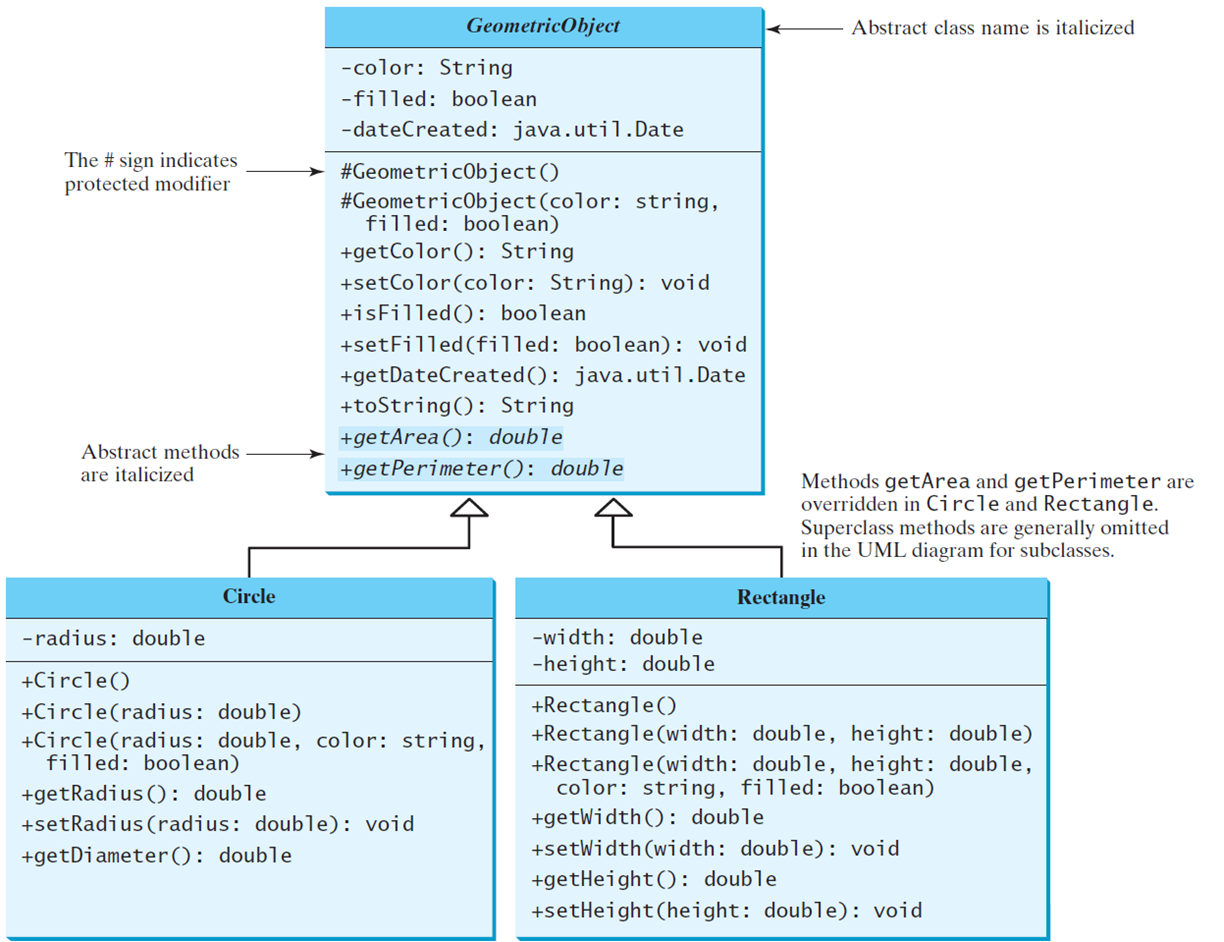 GeometricObject
Abstract class name is italicized
-color: String
-filled: boolean
-dateCreated: java.util.Date
The # sign indicates
protected modifier
#GeometricObject()
#GeometricObject(color: string,
filled: boolean)
+getColor(): String
+setColor(color: String): void
+isFilled(): boolean
+setFilled(filled: boolean): void
+getDateCreated(): java.util.Date
+toString(): String
Abstract methods
are italicized
+getArea(): double
+getPerimeter(): double
Methods getArea and getPerimeter are
overridden in Circle and Rectangle.
Superclass methods are generally omitted
in the UML diagram for subclasses.
Circle
-radius: double
+Circle()
+Circle(radius: double)
+Circle(radius: double, color: string,
filled: boolean)
+getRadius(): double
+setRadius(radius: double): void
+getDiameter(): double
Rectangle
-width: double
-height: double
+Rectangle()
+Rectangle(width: double, height: double)
+Rectangle(width: double, height: double,
color: string, filled: boolean)
+getWidth(): double
+setWidth(width: double): void
+getHeight(): double
+setHeight(height: double): void